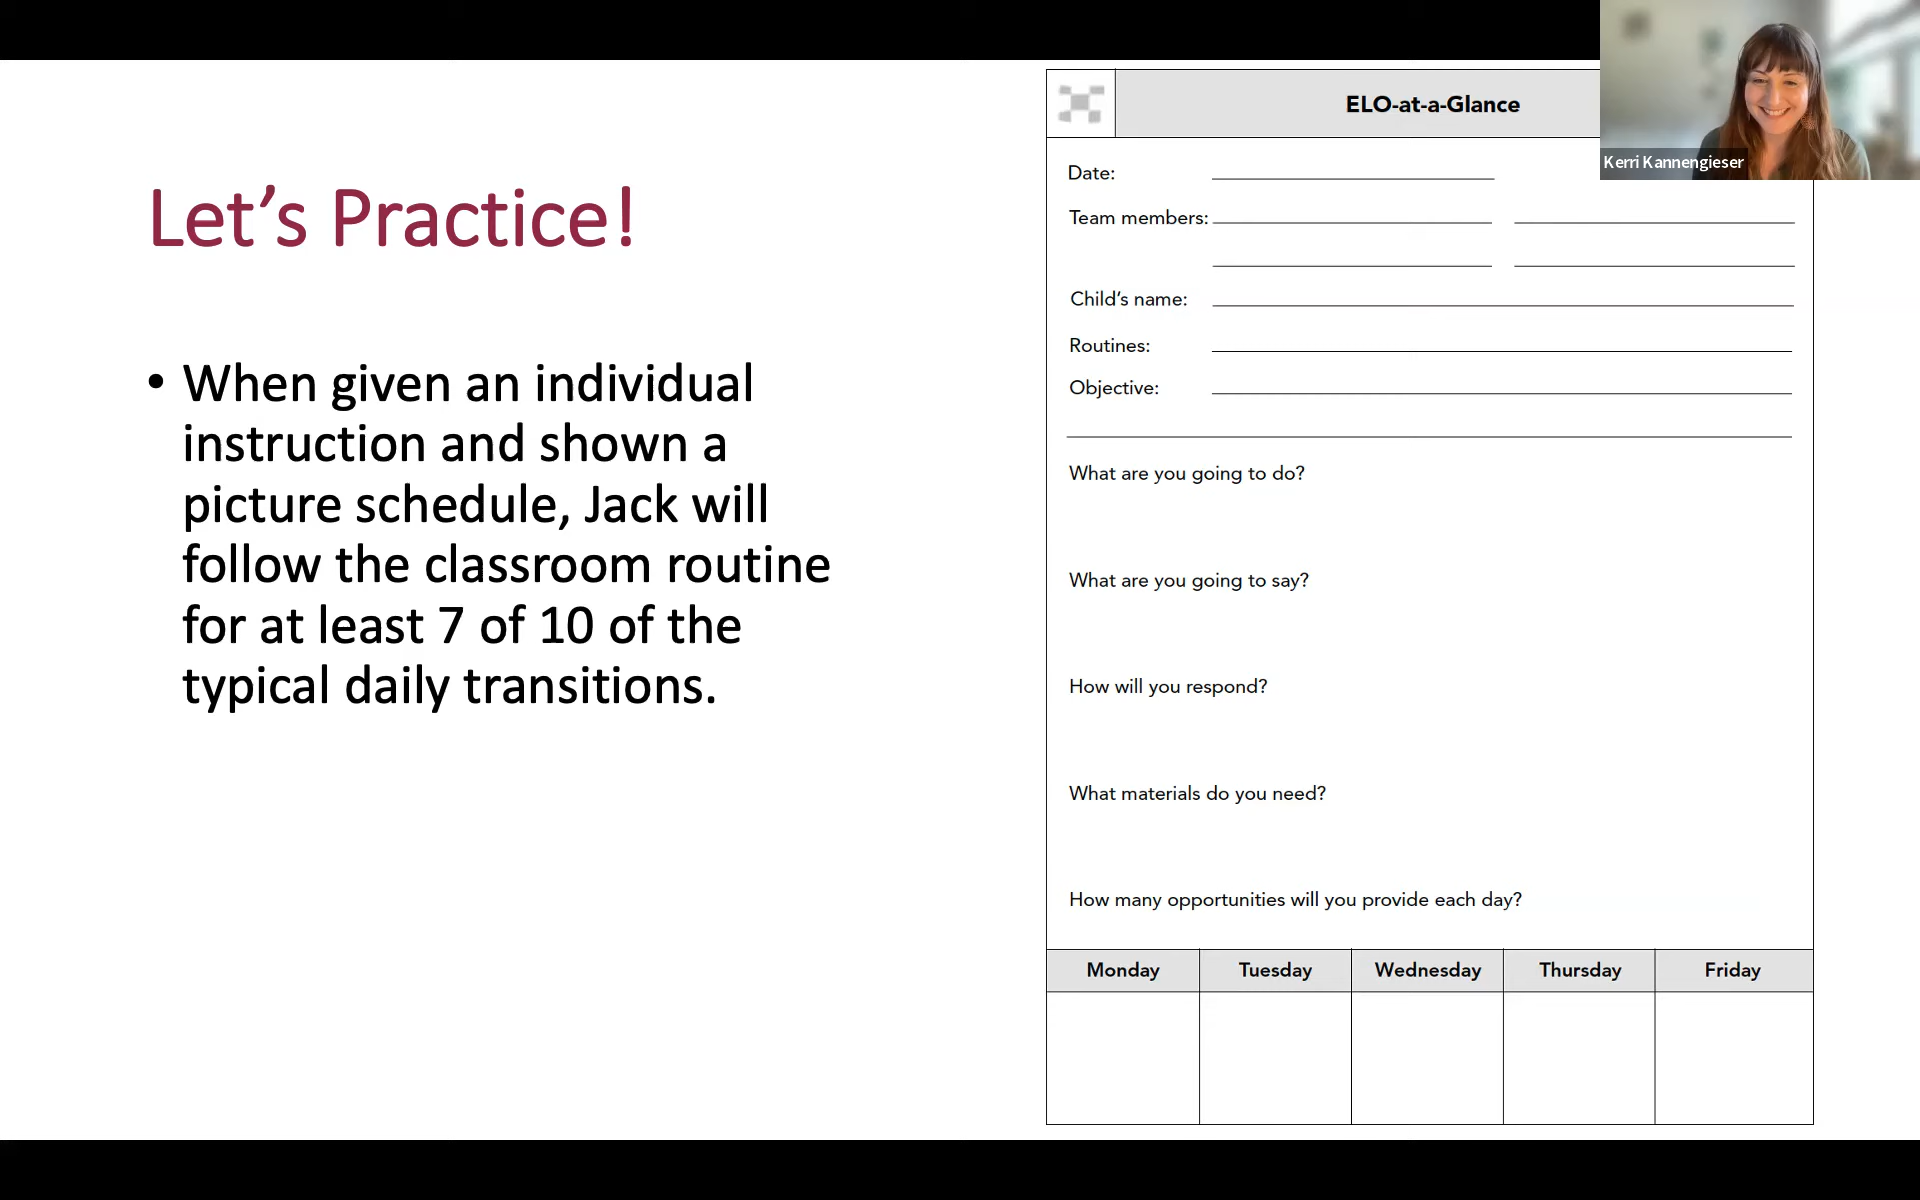 Let’s Practice!
• When given an individual
instruction and shown a
picture schedule, Jack will
follow the classroom routine
for at least 7 of 10 of the
typical daily transitions.
ELO-at-a-Glance
Kerri Kannengieser
Date:
Team members:
Child’s name:
Routines:
Objective:
What are you going to do?
What are you going to say?
How will you respond?
What materials do you need?
How many opportunities will you provide each day?
Monday Tuesday Wednesday Thursday Friday